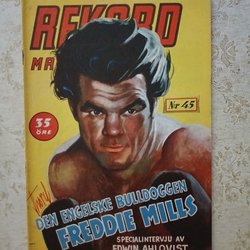 REKORD
MA
Nr 45
35
ÖRE
DEN ENGELSKE BULLDOGGEN
FREDDIE MILLS
SPECIALINTERVJU AV
EDWIN AHLQVIST